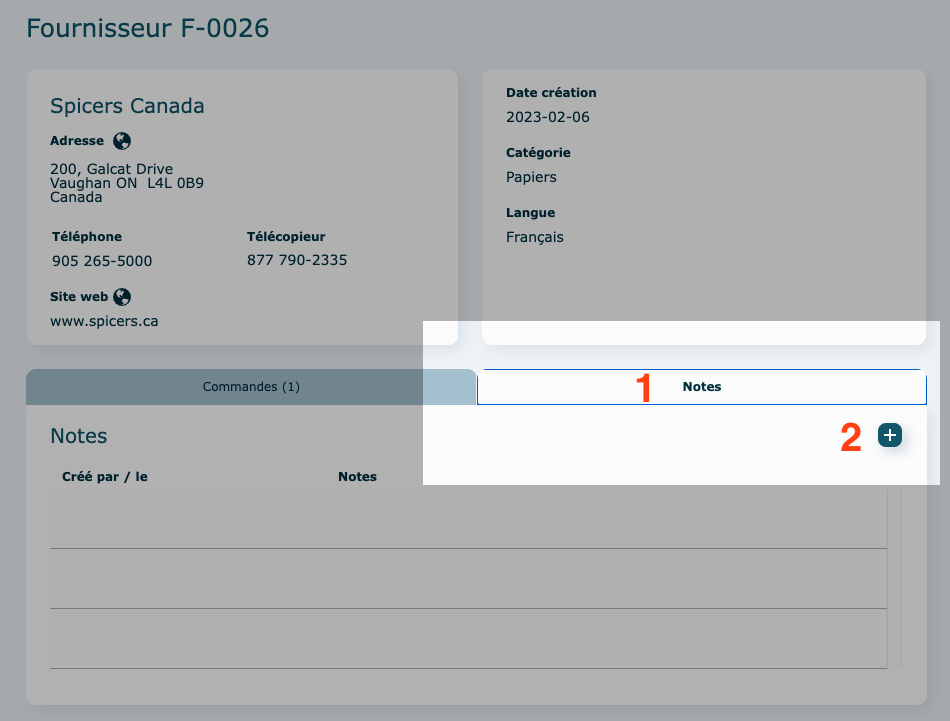 Fournisseur F-0026
Spicers Canada
Adresse
200, Galcat Drive
Vaughan ON  L4L 0B9
Canada
Téléphone
905 265-5000
Télécopieur
877 790-2335
Site web
www.spicers.ca
Date création
2023-02-06
Catégorie
Papiers
Langue
Français
Commandes (1)
1 Notes
Notes
2 +
Créé par / le
Notes